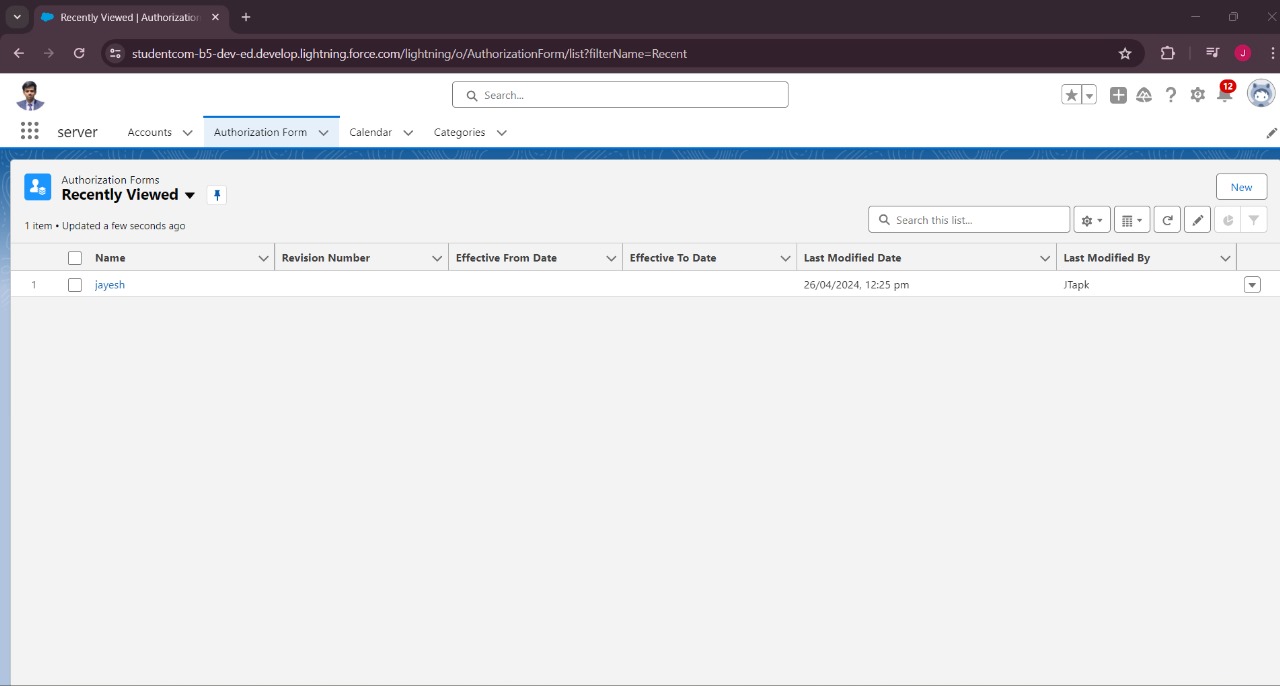 Recently Viewed | Authorization
studentcom-b5-dev-ed.develop.lightning.force.com/lightning/o/AuthorizationForm/list?filterName=Recent
J
Search...
12
server Accounts Authorization Form Calendar Categories
Authorization Forms
Recently Viewed
New
1 item • Updated a few seconds ago
Search this list...
Name Revision Number Effective From Date Effective To Date Last Modified Date Last Modified By
1 jayesh 26/04/2024, 12:25 pm JTapk